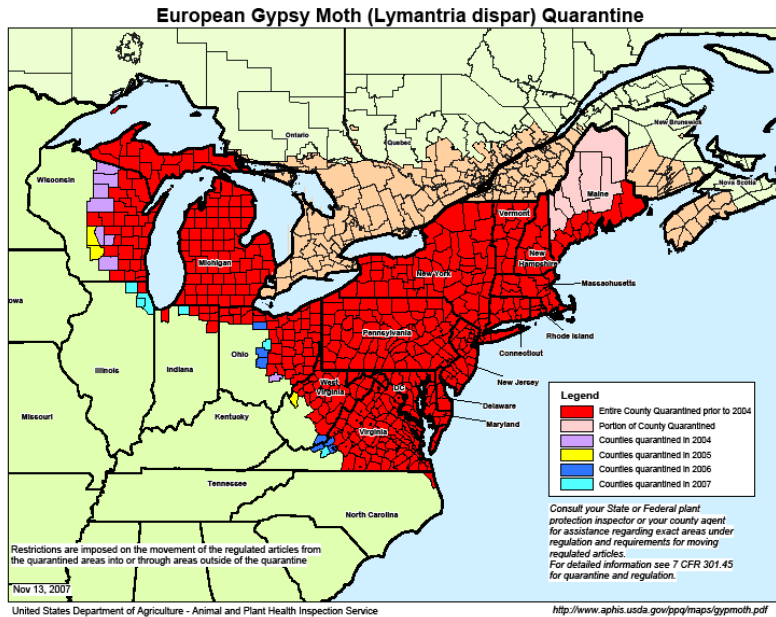 European Gypsy Moth (Lymantria dispar) Quarantine
Ontario
Quebec
New Brunswick
Nova Scotia
Wisconsin
Maine
Vermont
New
Hampshire
Michigan
New York
Massachusetts
Iowa
Rhode Island
Pennsylvania
Connecticut
Ohio
Illinois
Indiana
New Jersey
West
Virginia
DC
Delaware
Maryland
Missouri
Kentucky
Virginia
Tennessee
North Carolina
Legend
Entire County Quarantined prior to 2004
Portion of County Quarantined
Counties quarantined in 2004
Counties quarantined in 2005
Counties quarantined in 2006
Counties quarantined in 2007
Consult your State or Federal plant
protection inspector or your county agent
for assistance regarding exact areas under
regulation and requirements for moving
regulated articles.
For detailed information see 7 CFR 301.45
for quarantine and regulation.
Restrictions are imposed on the movement of the regulated articles from
the quarantined areas into or through areas outside of the quarantine
Nov 13, 2007
United States Department of Agriculture - Animal and Plant Health Inspection Service
http://www.aphis.usda.gov/ppq/maps/gypmoth.pdf